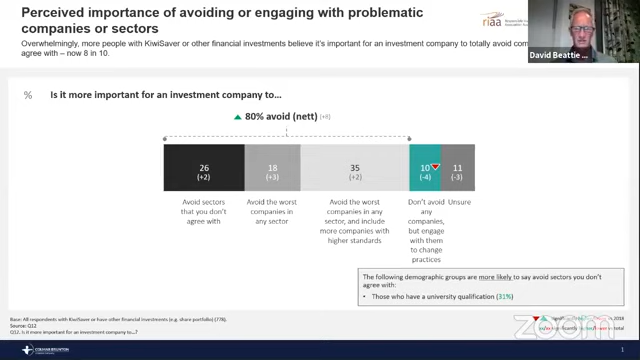 Perceived importance of avoiding or engaging with problematic
companies or sectors
Overwhelmingly, more people with KiwiSaver or other financial investments believe it's important for an investment company to totally avoid
agree with – now 8 in 10.
riaa
David Beattie
%
Is it more important for an investment company to...
80% avoid (nett)
26
(+2)
18
(+3)
35
(+2)
10
(-4)
11
(-3)
Avoid sectors
that you don't
agree with
Avoid the worst
companies in
any sector
Avoid the worst
companies in any
sector, and include
more companies with
higher standards
Don't avoid
any
companies,
but engage
with them to
change
practices
Unsure
The following demographic groups are more likely to say avoid sectors you don't
agree with:
• Those who have a university qualification (31%)
Base: All respondents with KiwiSaver or have other financial investments (e.g. share portfolio) (778).
Source: Q12
Q12. Is it more important for an investment company to...?
2018
zoom
COLMAR BRUNTON
1